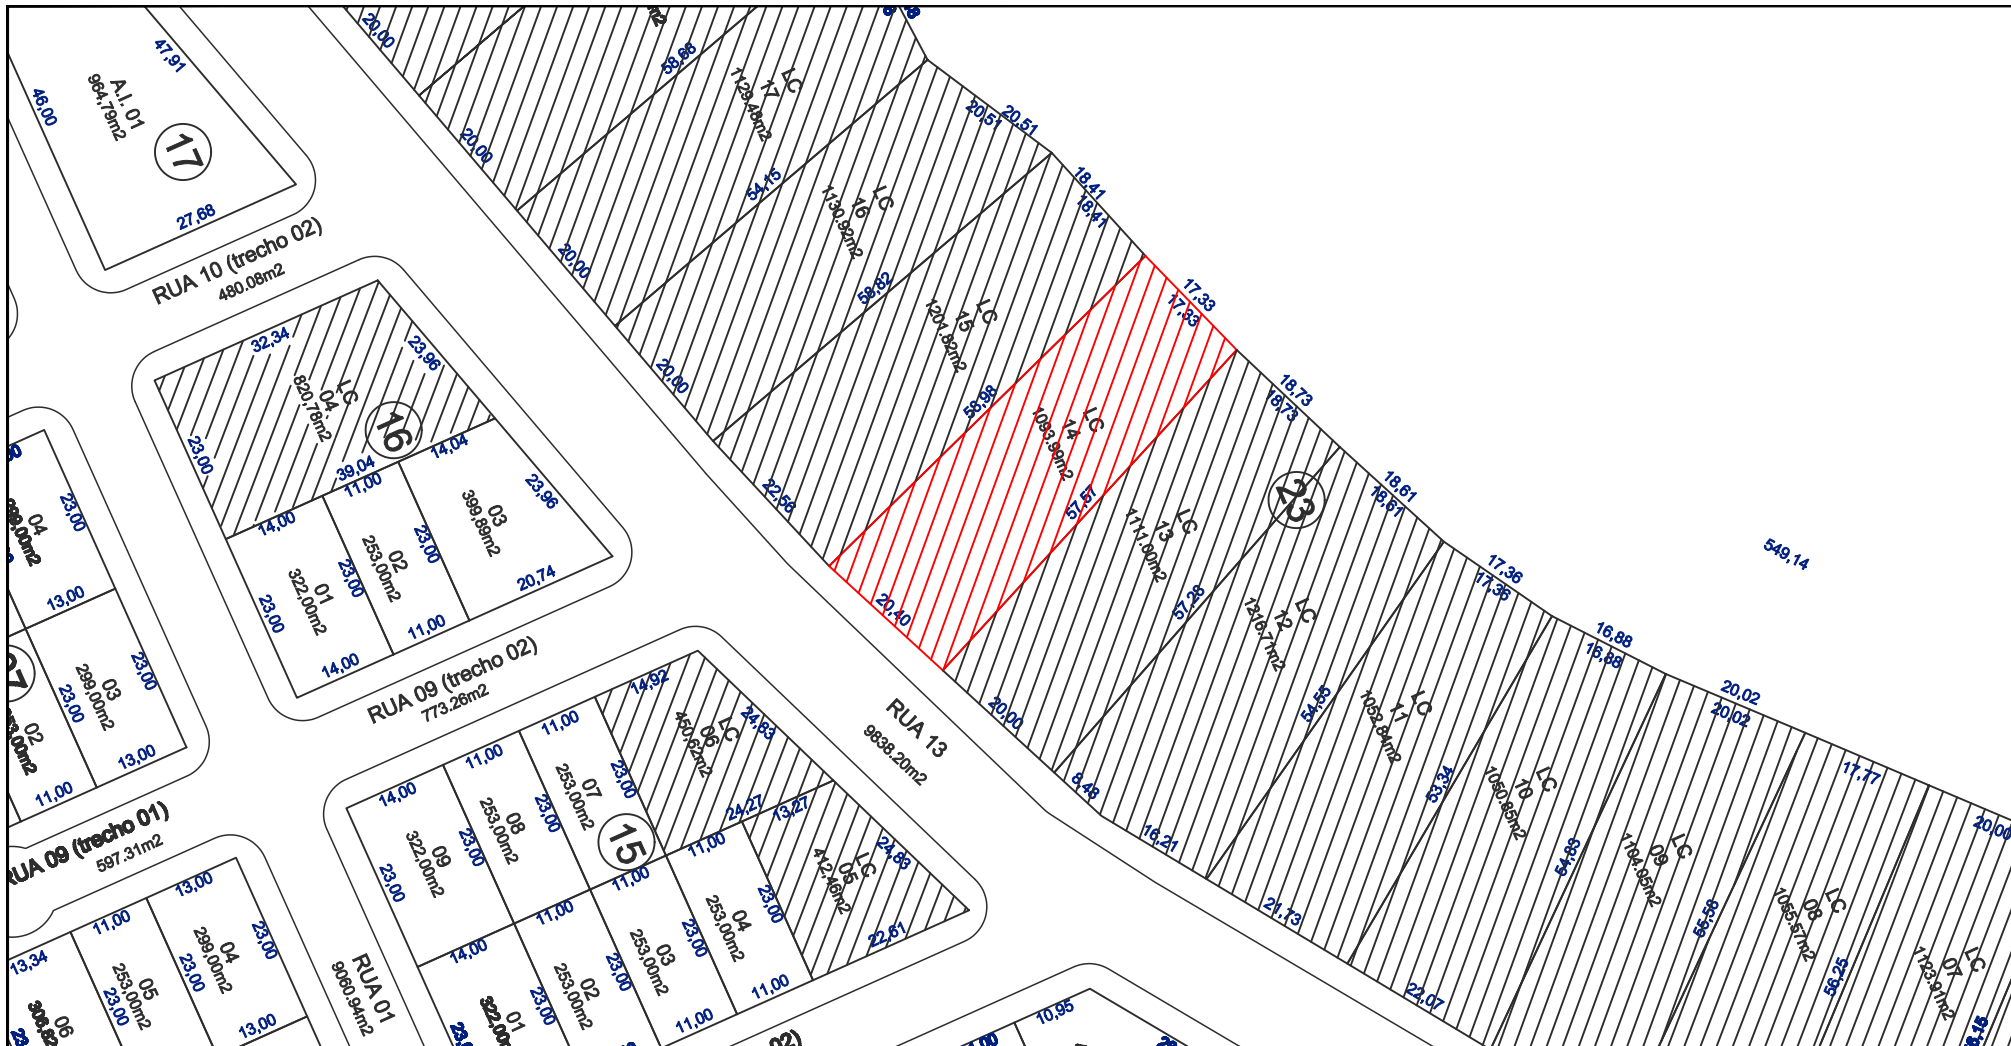 47,91
46,00
A.I. 01
964,79m2
17
27,68
RUA 10 (trecho 02)
480.08m2
20,00
20,00
20,00
20,00
22,56
58,68
LC
17
1129.48m2
54,15
20,51
20,51
LC
16
1130.92m2
58,82
18,41
18,41
LC
15
1201.82m2
58,98
17,33
17,33
LC
14
1093.99m2
57,57
20,40
18,73
18,73
LC
13
1111.00m2
57,28
20,00
23
18,61
18,61
LC
12
1216.71m2
54,55
8,48
16,21
17,36
17,36
LC
11
1052.84m2
53,34
21,73
549,14
16,88
16,88
LC
10
1050.85m2
54,83
22,07
20,02
20,02
LC
09
1104.05m2
55,58
17,77
LC
08
1055.57m2
56,25
20,00
LC
07
1123.91m2
32,34
23,96
LC
04
820,78m2
16
23,00
39,04
14,04
14,00
11,00
23,96
03
399,89m2
02
253,00m2
01
322,00m2
23,00
23,00
23,00
20,74
11,00
14,00
RUA 09 (trecho 02)
773.26m2
04
23,00
13,00
03
299,00m2
23,00
23,00
02
13,00
11,00
RUA 09 (trecho 01)
597.31m2
RUA 13
9838.20m2
14,92
24,83
LC
06
450,62m2
11,00
11,00
14,00
07
253,00m2
23,00
08
253,00m2
23,00
09
322,00m2
23,00
23,00
15
24,27
13,27
11,00
11,00
11,00
14,00
24,83
LC
05
412,46m2
23,00
22,61
04
253,00m2
23,00
03
253,00m2
23,00
02
253,00m2
23,00
01
11,00
11,00
RUA 01
9060.94m2
13,00
11,00
13,34
04
299,00m2
23,00
23,00
05
253,00m2
23,00
06
13,00
10,95